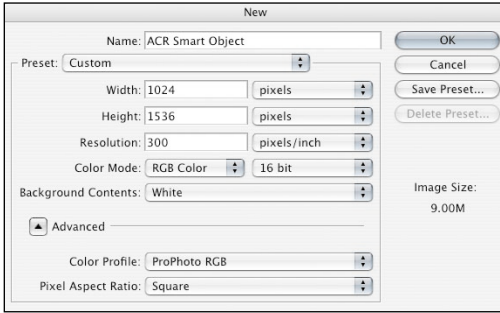 New
Name: ACR Smart Object
OK
Preset: Custom
Cancel
Width: 1024 pixels
Save Preset...
Height: 1536 pixels
Delete Preset...
Resolution: 300 pixels/inch
Color Mode: RGB Color 16 bit
Background Contents: White
Image Size:
9.00M
Advanced
Color Profile: ProPhoto RGB
Pixel Aspect Ratio: Square